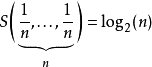 S(1/n, ..., 1/n) = log₂(n)
n